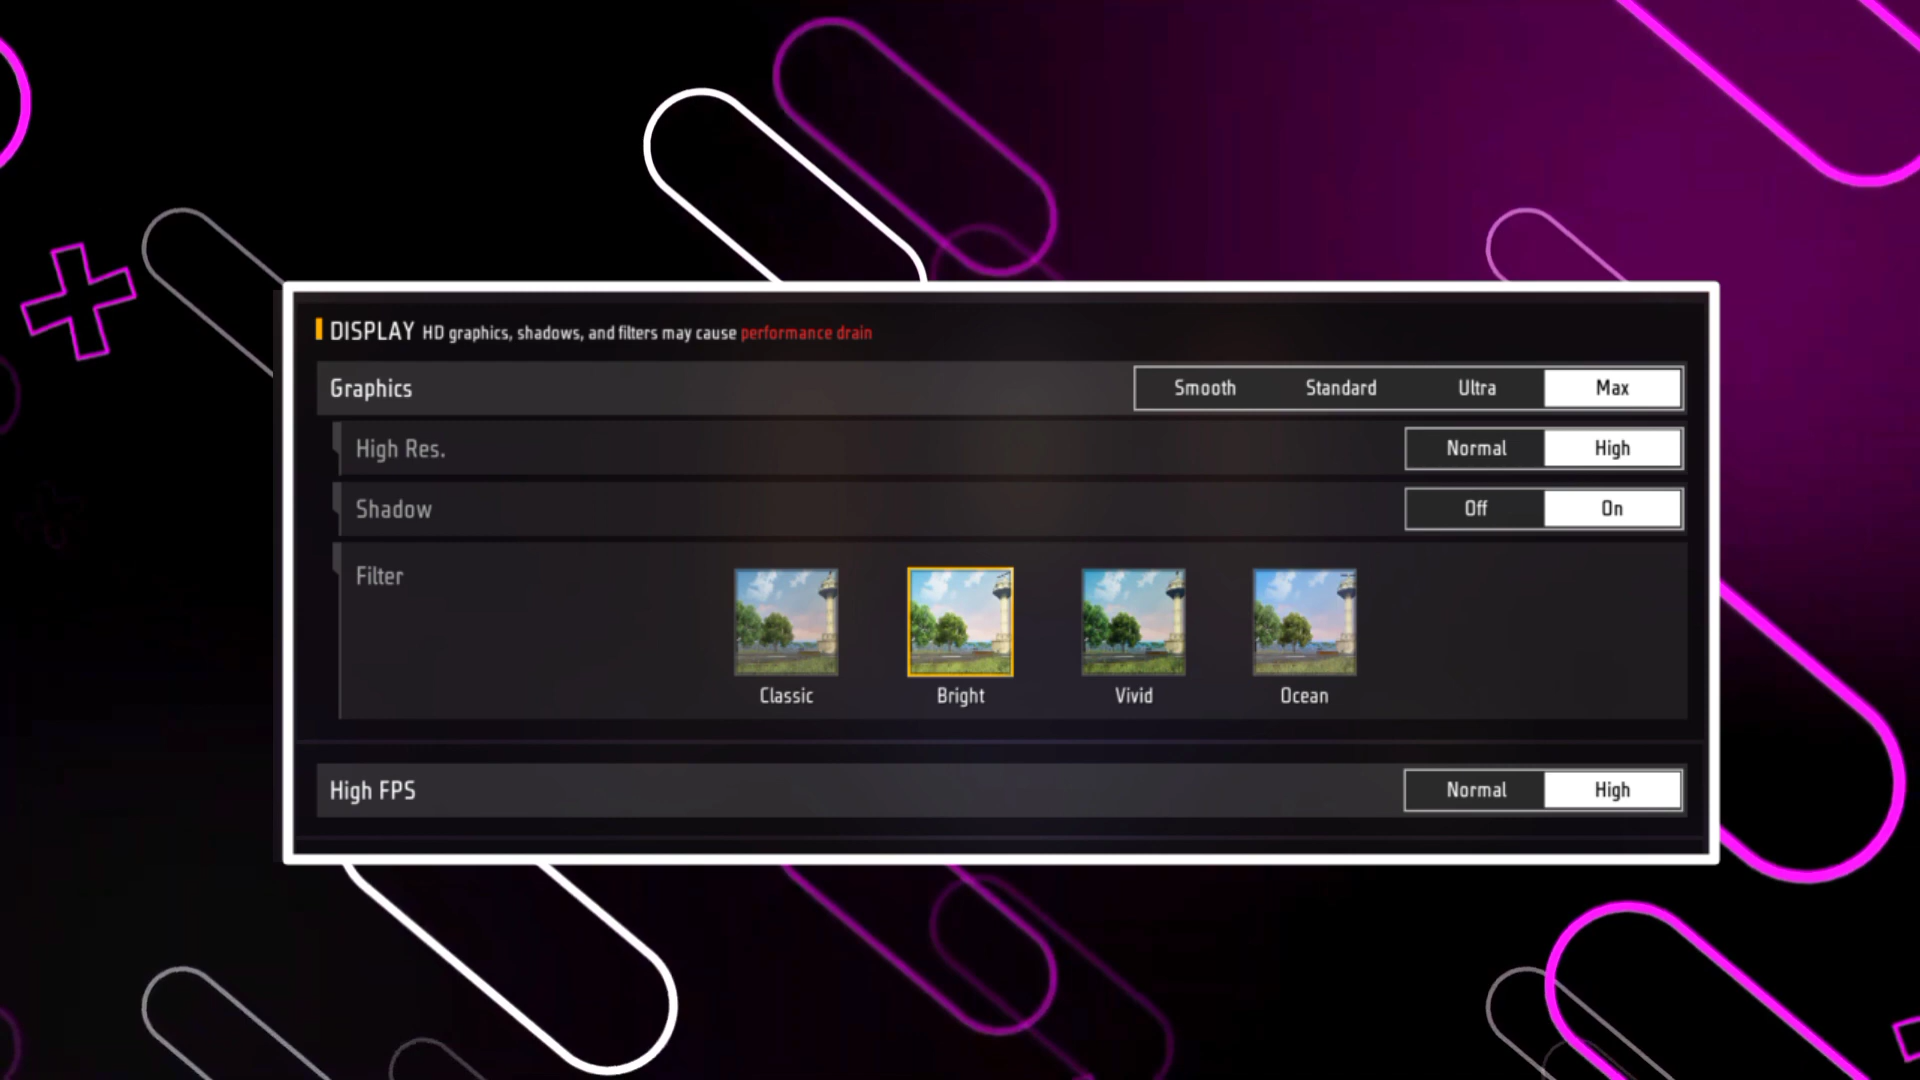 DISPLAY HD graphics, shadows, and filters may cause performance drain
Graphics Smooth Standard Ultra Max
High Res. Normal High
Shadow Off On
Filter
Classic Bright Vivid Ocean
High FPS Normal High